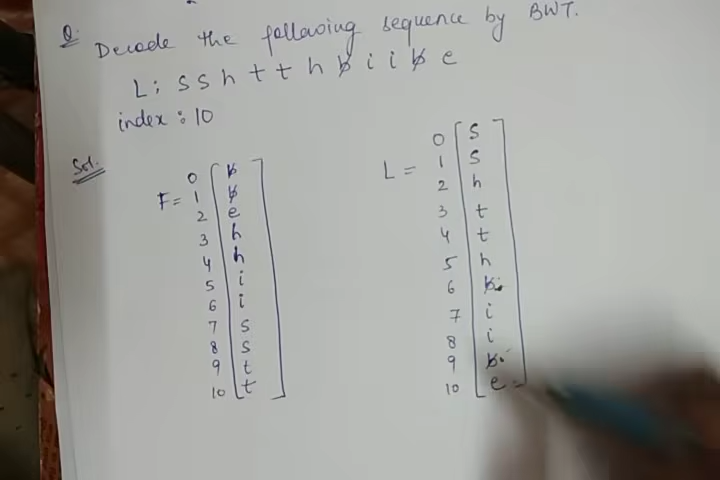 Q.
Decode the following sequence by BWT.
L: s s h t t h b̸ i i b̸ e
index : 10
Sol.
F =
0 b̸
1 b̸
2 e
3 h
4 h
5 i
6 i
7 s
8 s
9 t
10 t
L =
0 s
1 s
2 h
3 t
4 t
5 h
6 b̸
7 i
8 i
9 b̸
10 e